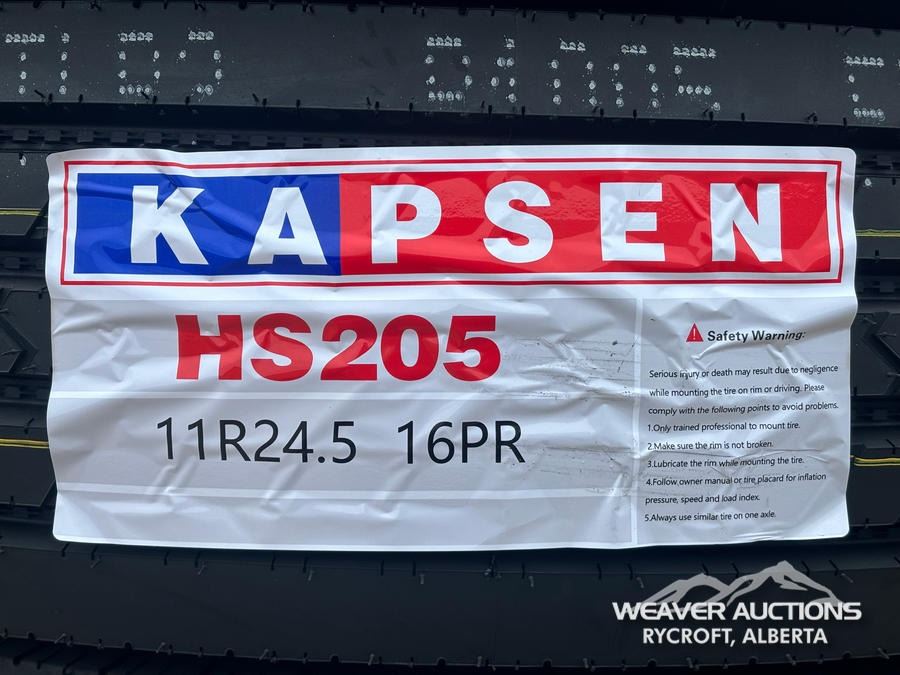 KAPSEN
HS205
11R24.5 16PR
Safety Warning:
Serious injury or death may result due to negligence
while mounting the tire on rim or driving. Please
comply with the following points to avoid problems.
1.Only trained professional to mount tire.
2.Make sure the rim is not broken.
3.Lubricate the rim while mounting the tire.
4.Follow owner manual or tire placard for inflation
pressure, speed and load index.
5.Always use similar tire on one axle.
WEAVER AUCTIONS
RYCROFT, ALBERTA